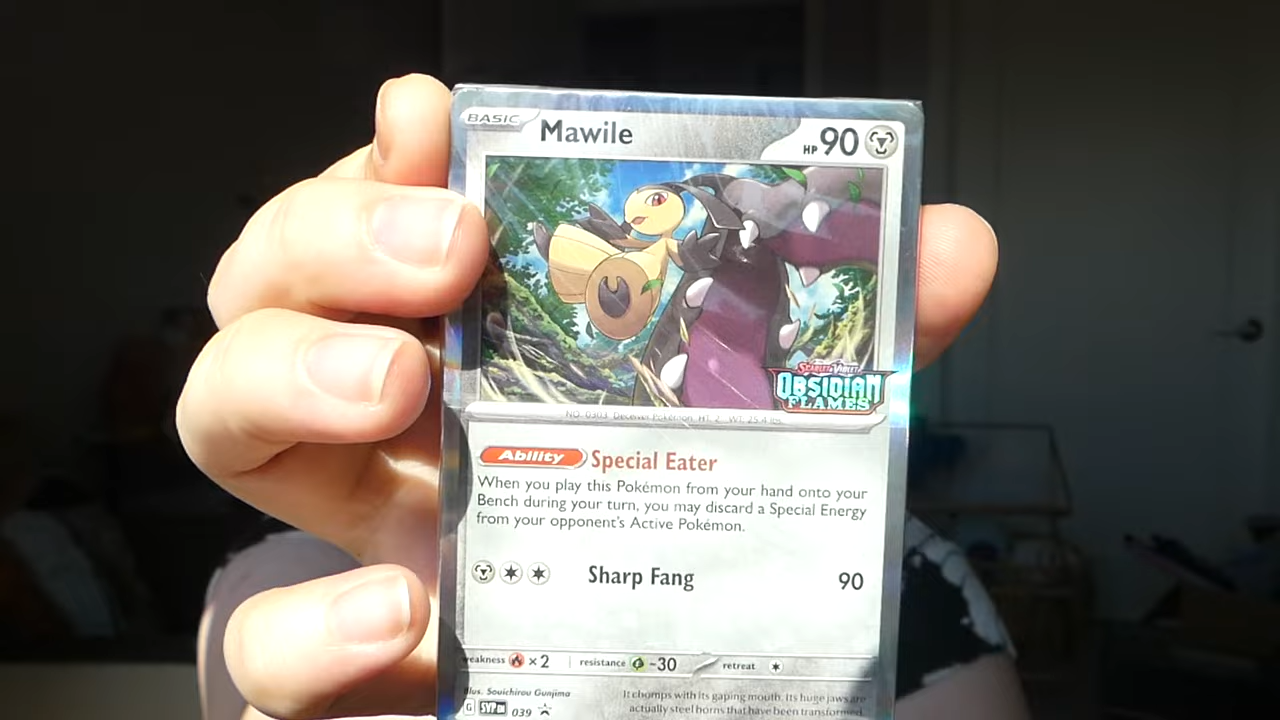 BASIC Mawile HP 90
SCARLET & VIOLET
OBSIDIAN
FLAMES
NO. 0303 Deceiver Pokémon HT: 2' WT: 25.4 lbs.
Ability Special Eater
When you play this Pokémon from your hand onto your
Bench during your turn, you may discard a Special Energy
from your opponent's Active Pokémon.
Sharp Fang 90
weakness ×2 resistance -30 retreat
Illus. Souichirou Gunjima
G SVP EN 039
It chomps with its gaping mouth. Its huge jaws are
actually steel horns that have been transformed.